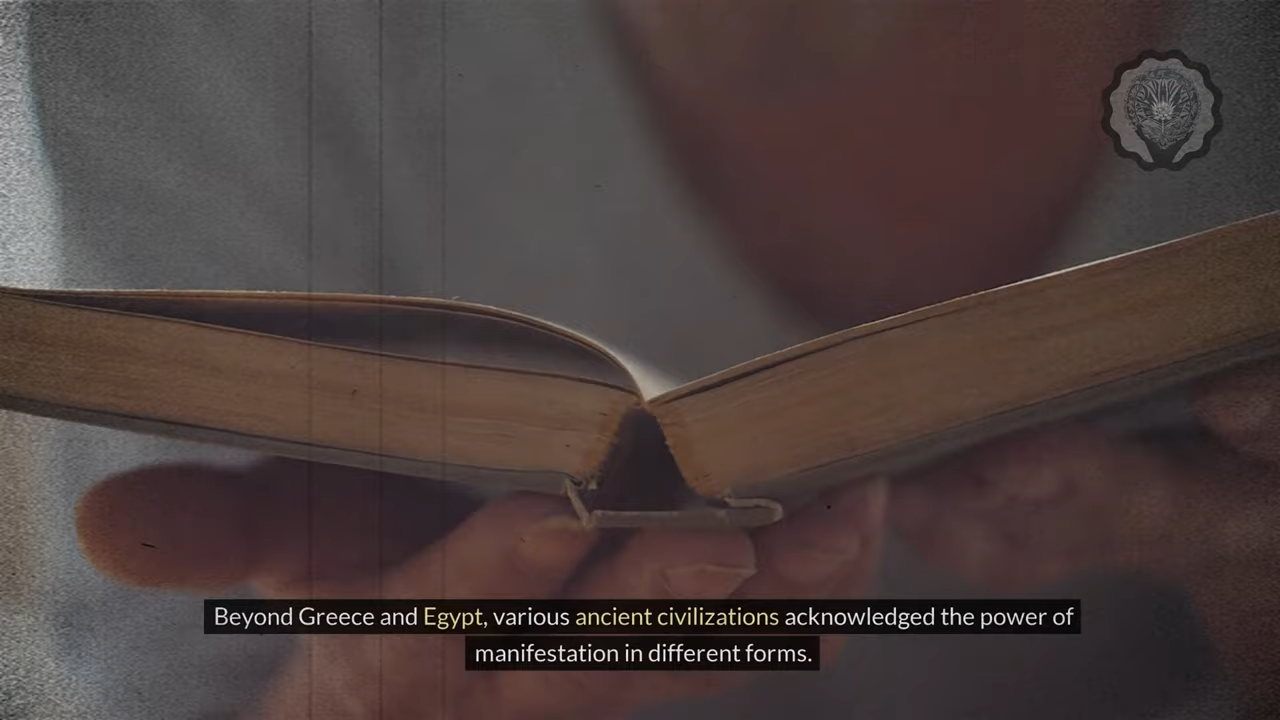 Beyond Greece and Egypt, various ancient civilizations acknowledged the power of
manifestation in different forms.